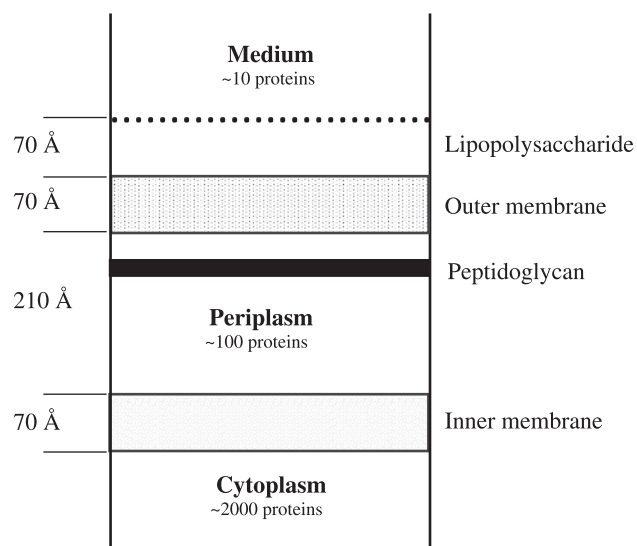 Medium
~10 proteins
70 Å
Lipopolysaccharide
70 Å
Outer membrane
Peptidoglycan
210 Å
Periplasm
~100 proteins
70 Å
Inner membrane
Cytoplasm
~2000 proteins